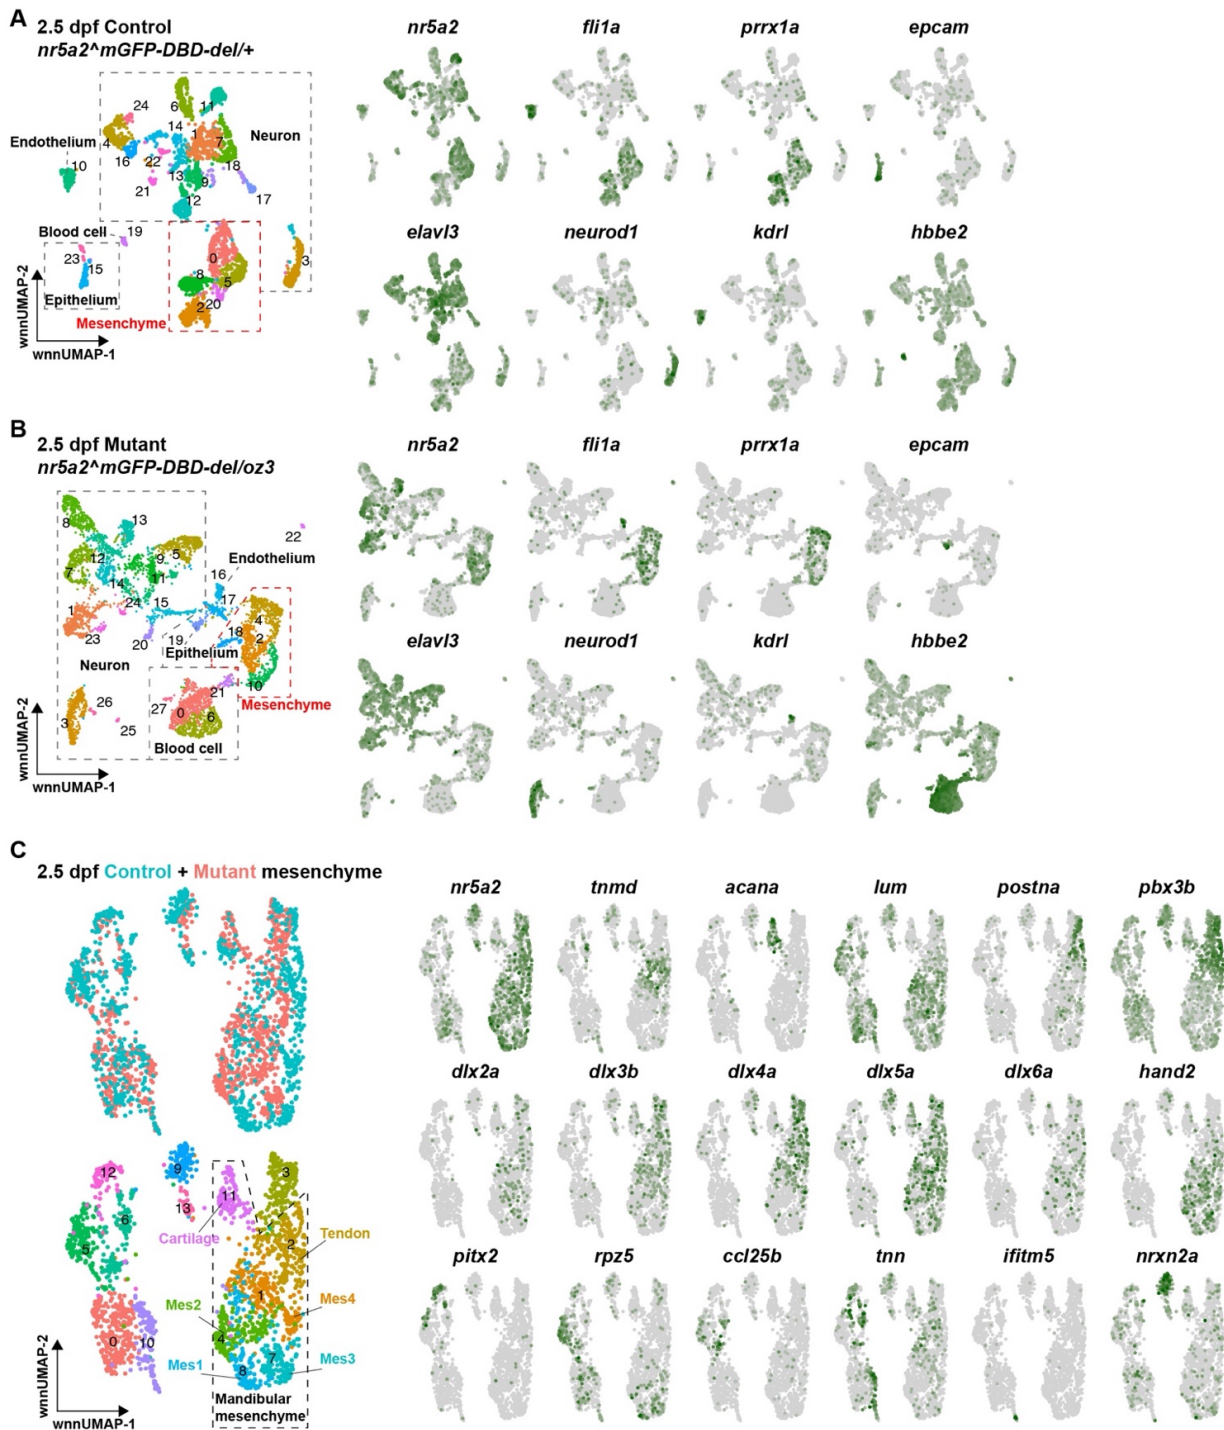 A
2.5 dpf Control
nr5a2^mGFP-DBD-del/+
nr5a2 fli1a prrx1a epcam
24 6 11
Endothelium 4 14 1 7 Neuron
10 16 22 18
21 13 9 17
12
Blood cell 19
23 15
8 0 5 3
Epithelium
2 20
Mesenchyme
wnnUMAP-2
wnnUMAP-1
elavl3 neurod1 kdrl hbbe2
B
2.5 dpf Mutant
nr5a2^mGFP-DBD-del/oz3
nr5a2 fli1a prrx1a epcam
8 13
12 9 5 22
7 14 11 Endothelium
16
1 24 15 17
4
23 20 19 18 2
Epithelium
Neuron
10
21 Mesenchyme
3 26 27 0 6
25
Blood cell
wnnUMAP-2
wnnUMAP-1
elavl3 neurod1 kdrl hbbe2
C
2.5 dpf Control + Mutant mesenchyme
nr5a2 tnmd acana lum postna pbx3b
dlx2a dlx3b dlx4a dlx5a dlx6a hand2
12 9 3
13 11
6 Cartilage
5 2 Tendon
1
Mes2 Mes4
0 10 4
Mes1 8 7 Mes3
Mandibular
mesenchyme
wnnUMAP-2
wnnUMAP-1
pitx2 rpz5 ccl25b tnn ifitm5 nrxn2a